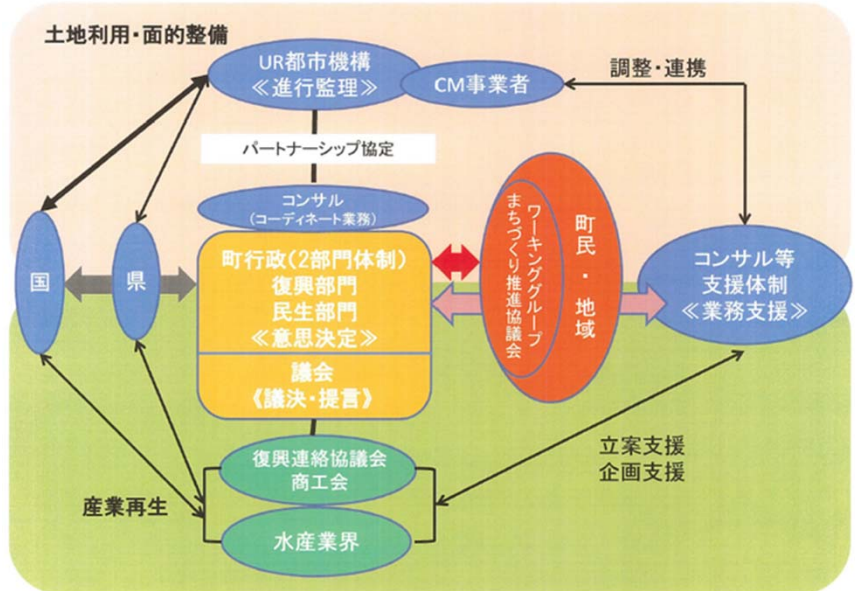 土地利用・面的整備
UR都市機構
≪進行監理≫
CM事業者
調整・連携
パートナーシップ協定
コンサル
(コーディネート業務)
国
県
町行政(2部門体制)
復興部門
民生部門
≪意思決定≫
議会
《議決・提言》
ワーキンググループ
まちづくり推進協議会
町民・地域
コンサル等
支援体制
≪業務支援≫
復興連絡協議会
商工会
水産業界
産業再生
立案支援
企画支援